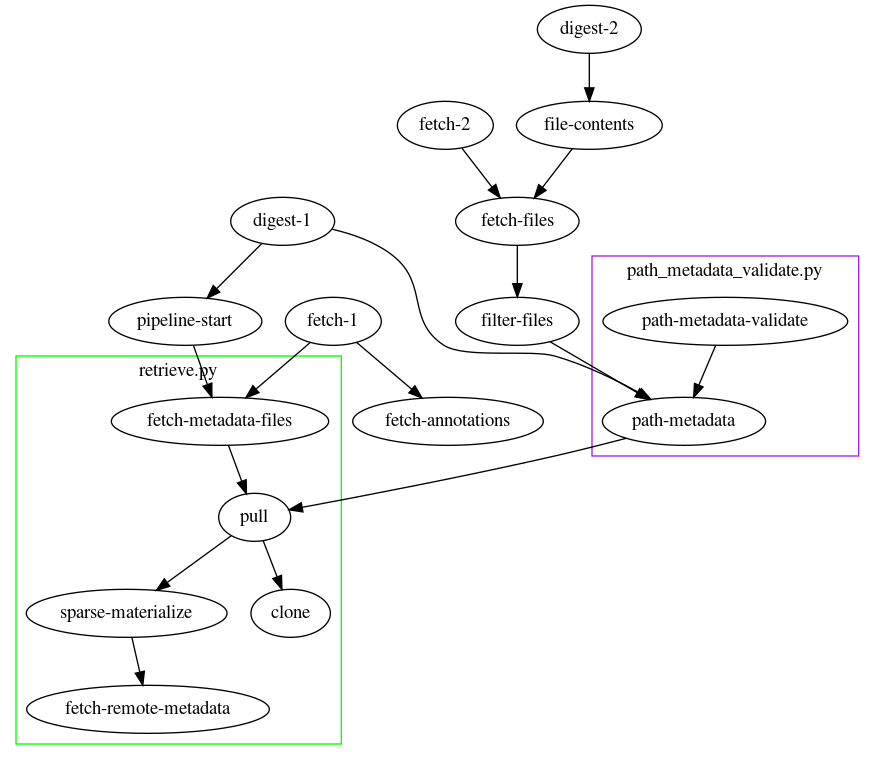 digest-2
fetch-2
file-contents
digest-1
fetch-files
path_metadata_validate.py
pipeline-start
fetch-1
filter-files
path-metadata-validate
retrieve.py
fetch-metadata-files
fetch-annotations
path-metadata
pull
sparse-materialize
clone
fetch-remote-metadata